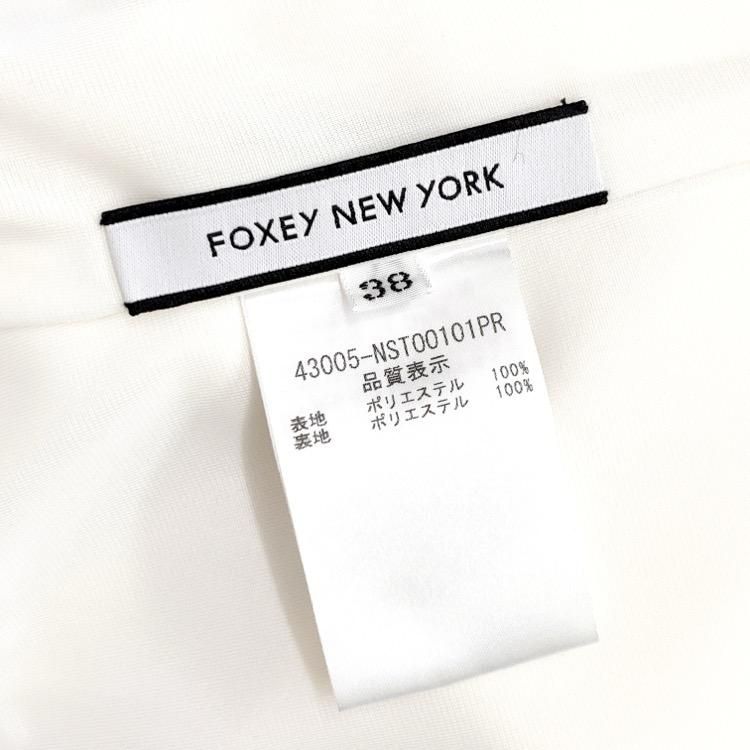 FOXEY NEW YORK
38
43005-NST00101PR
品質表示
表地 ポリエステル 100%
裏地 ポリエステル 100%